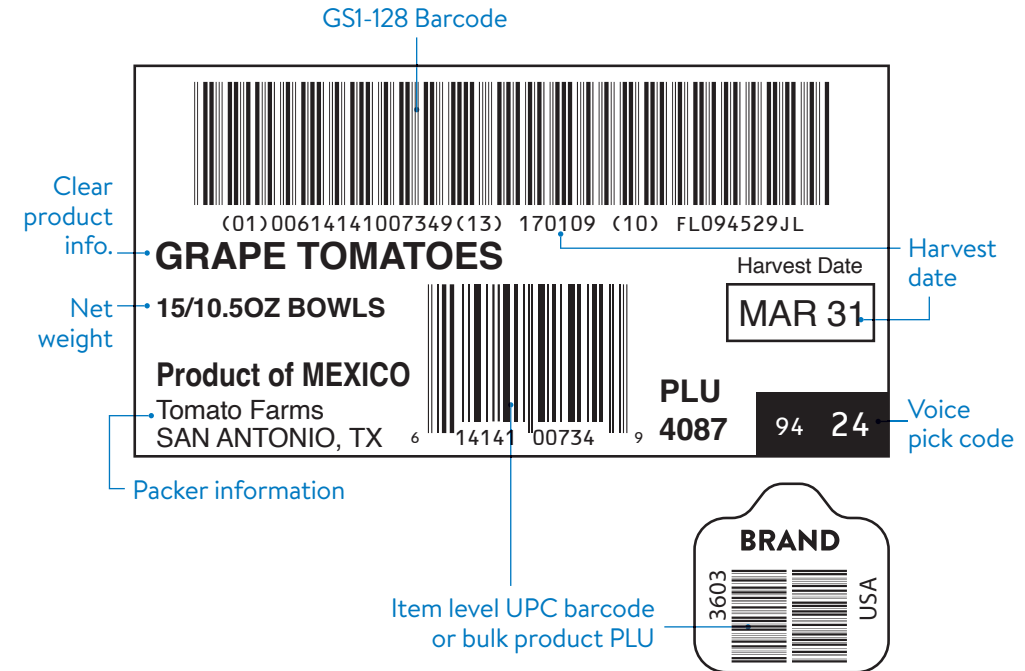 GS1-128 Barcode
(01)00614141007349(13) 170109 (10) FL094529JL
Clear
product
info.
GRAPE TOMATOES
Harvest Date
Harvest
date
Net
weight
15/10.5OZ BOWLS
MAR 31
Product of MEXICO
Tomato Farms
SAN ANTONIO, TX
6 14141 00734 9
PLU
4087
94 24
Voice
pick code
Packer information
BRAND
3603
USA
Item level UPC barcode
or bulk product PLU